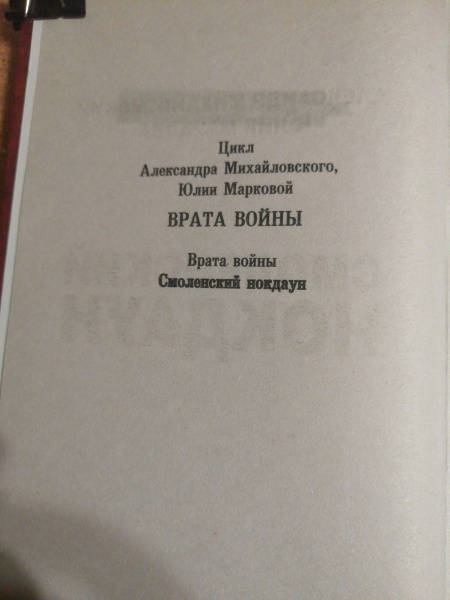 Цикл
Александра Михайловского,
Юлии Марковой
ВРАТА ВОЙНЫ
Врата войны
Смоленский нокдаун